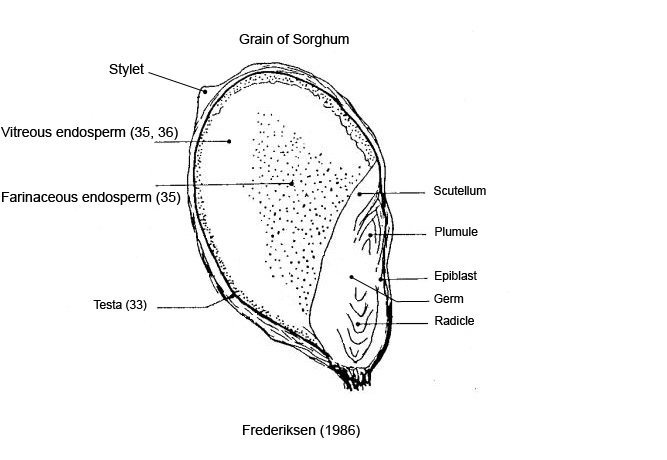 Grain of Sorghum
Stylet
Vitreous endosperm (35, 36)
Farinaceous endosperm (35)
Testa (33)
Scutellum
Plumule
Epiblast
Germ
Radicle
Frederiksen (1986)